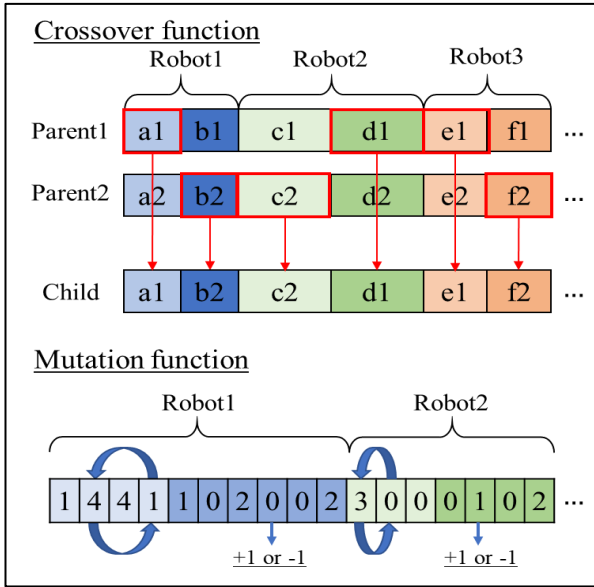 Crossover function
Robot1 Robot2 Robot3
Parent1 a1 b1 c1 d1 e1 f1 ...
Parent2 a2 b2 c2 d2 e2 f2 ...
Child a1 b2 c2 d1 e1 f2 ...
Mutation function
Robot1 Robot2
1 4 4 1 1 0 2 0 0 2 3 0 0 0 1 0 2 ...
+1 or -1 +1 or -1